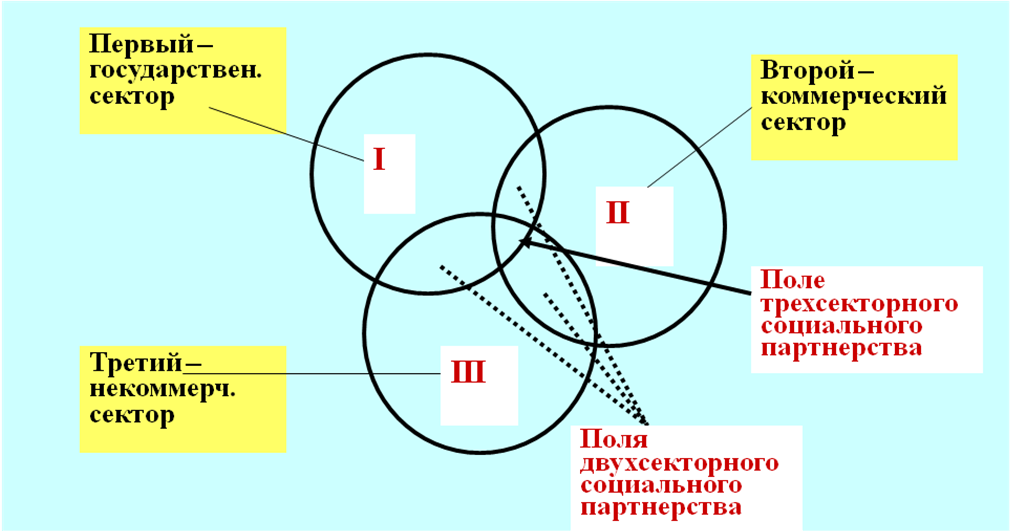 Первый–
государствен.
сектор
I
Второй–
коммерческий
сектор
II
Поле
трехсекторного
социального
партнерства
Третий–
некоммерч.
сектор
III
Поля
двухсекторного
социального
партнерства